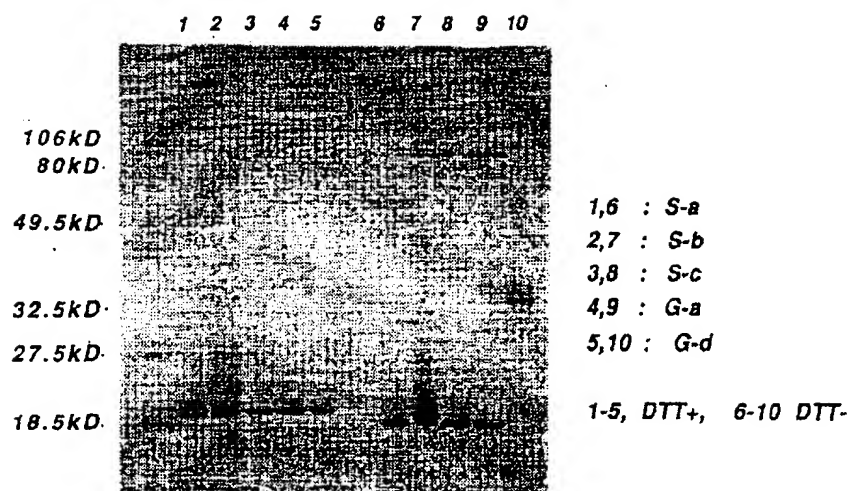 1 2 3 4 5 6 7 8 9 10
106kD
80kD.
49.5kD
32.5kD.
27.5kD.
18.5kD.
1,6 : S-a
2,7 : S-b
3,8 : S-c
4,9 : G-a
5,10 : G-d
1-5, DTT+, 6-10 DTT-